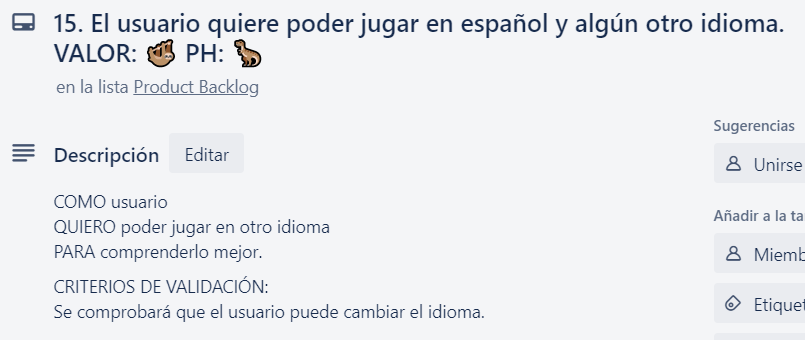 15. El usuario quiere poder jugar en español y algún otro idioma.
VALOR: 🦥 PH: 🦖
en la lista Product Backlog
Descripción Editar
COMO usuario
QUIERO poder jugar en otro idioma
PARA comprenderlo mejor.
CRITERIOS DE VALIDACIÓN:
Se comprobará que el usuario puede cambiar el idioma.
Sugerencias
Unirse
Añadir a la ta
Miemb
Etiquet